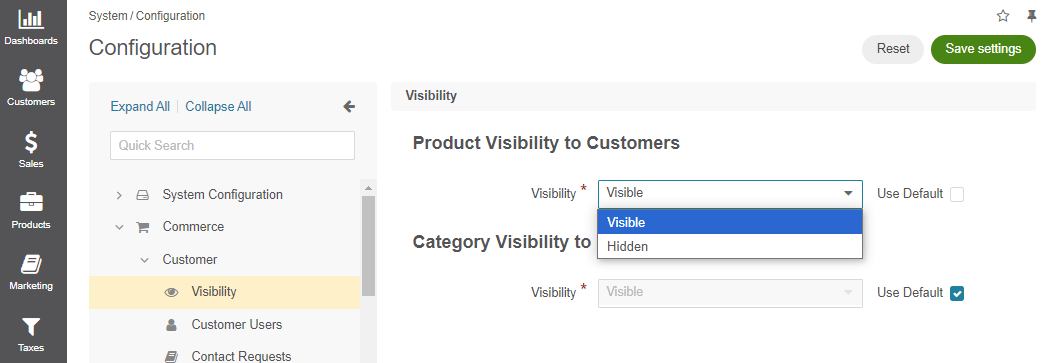 Dashboards
Customers
Sales
Products
Marketing
Taxes
System / Configuration
Configuration
Reset
Save settings
Expand All | Collapse All
Quick Search
System Configuration
Commerce
Customer
Visibility
Customer Users
Contact Requests
Visibility
Product Visibility to Customers
Visibility * Visible Use Default
Visible
Hidden
Category Visibility to
Visibility * Visible Use Default